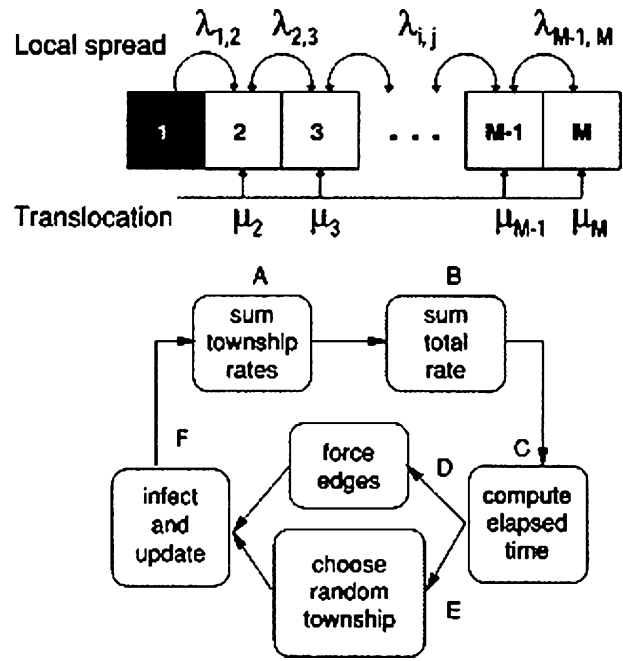 Local spread λ1,2 λ2,3 λi,j λM-1, M
1 2 3 . . . M-1 M
Translocation μ2 μ3 μM-1 μM
A B
sum township rates
sum total rate
F D C
force edges
infect and update
compute elapsed time
choose random township
E